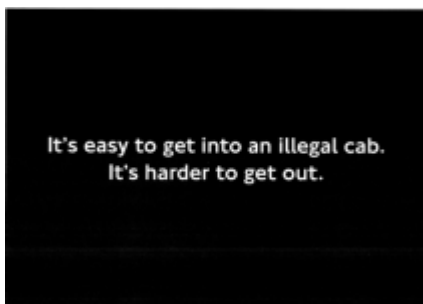 It's easy to get into an illegal cab.
It's harder to get out.